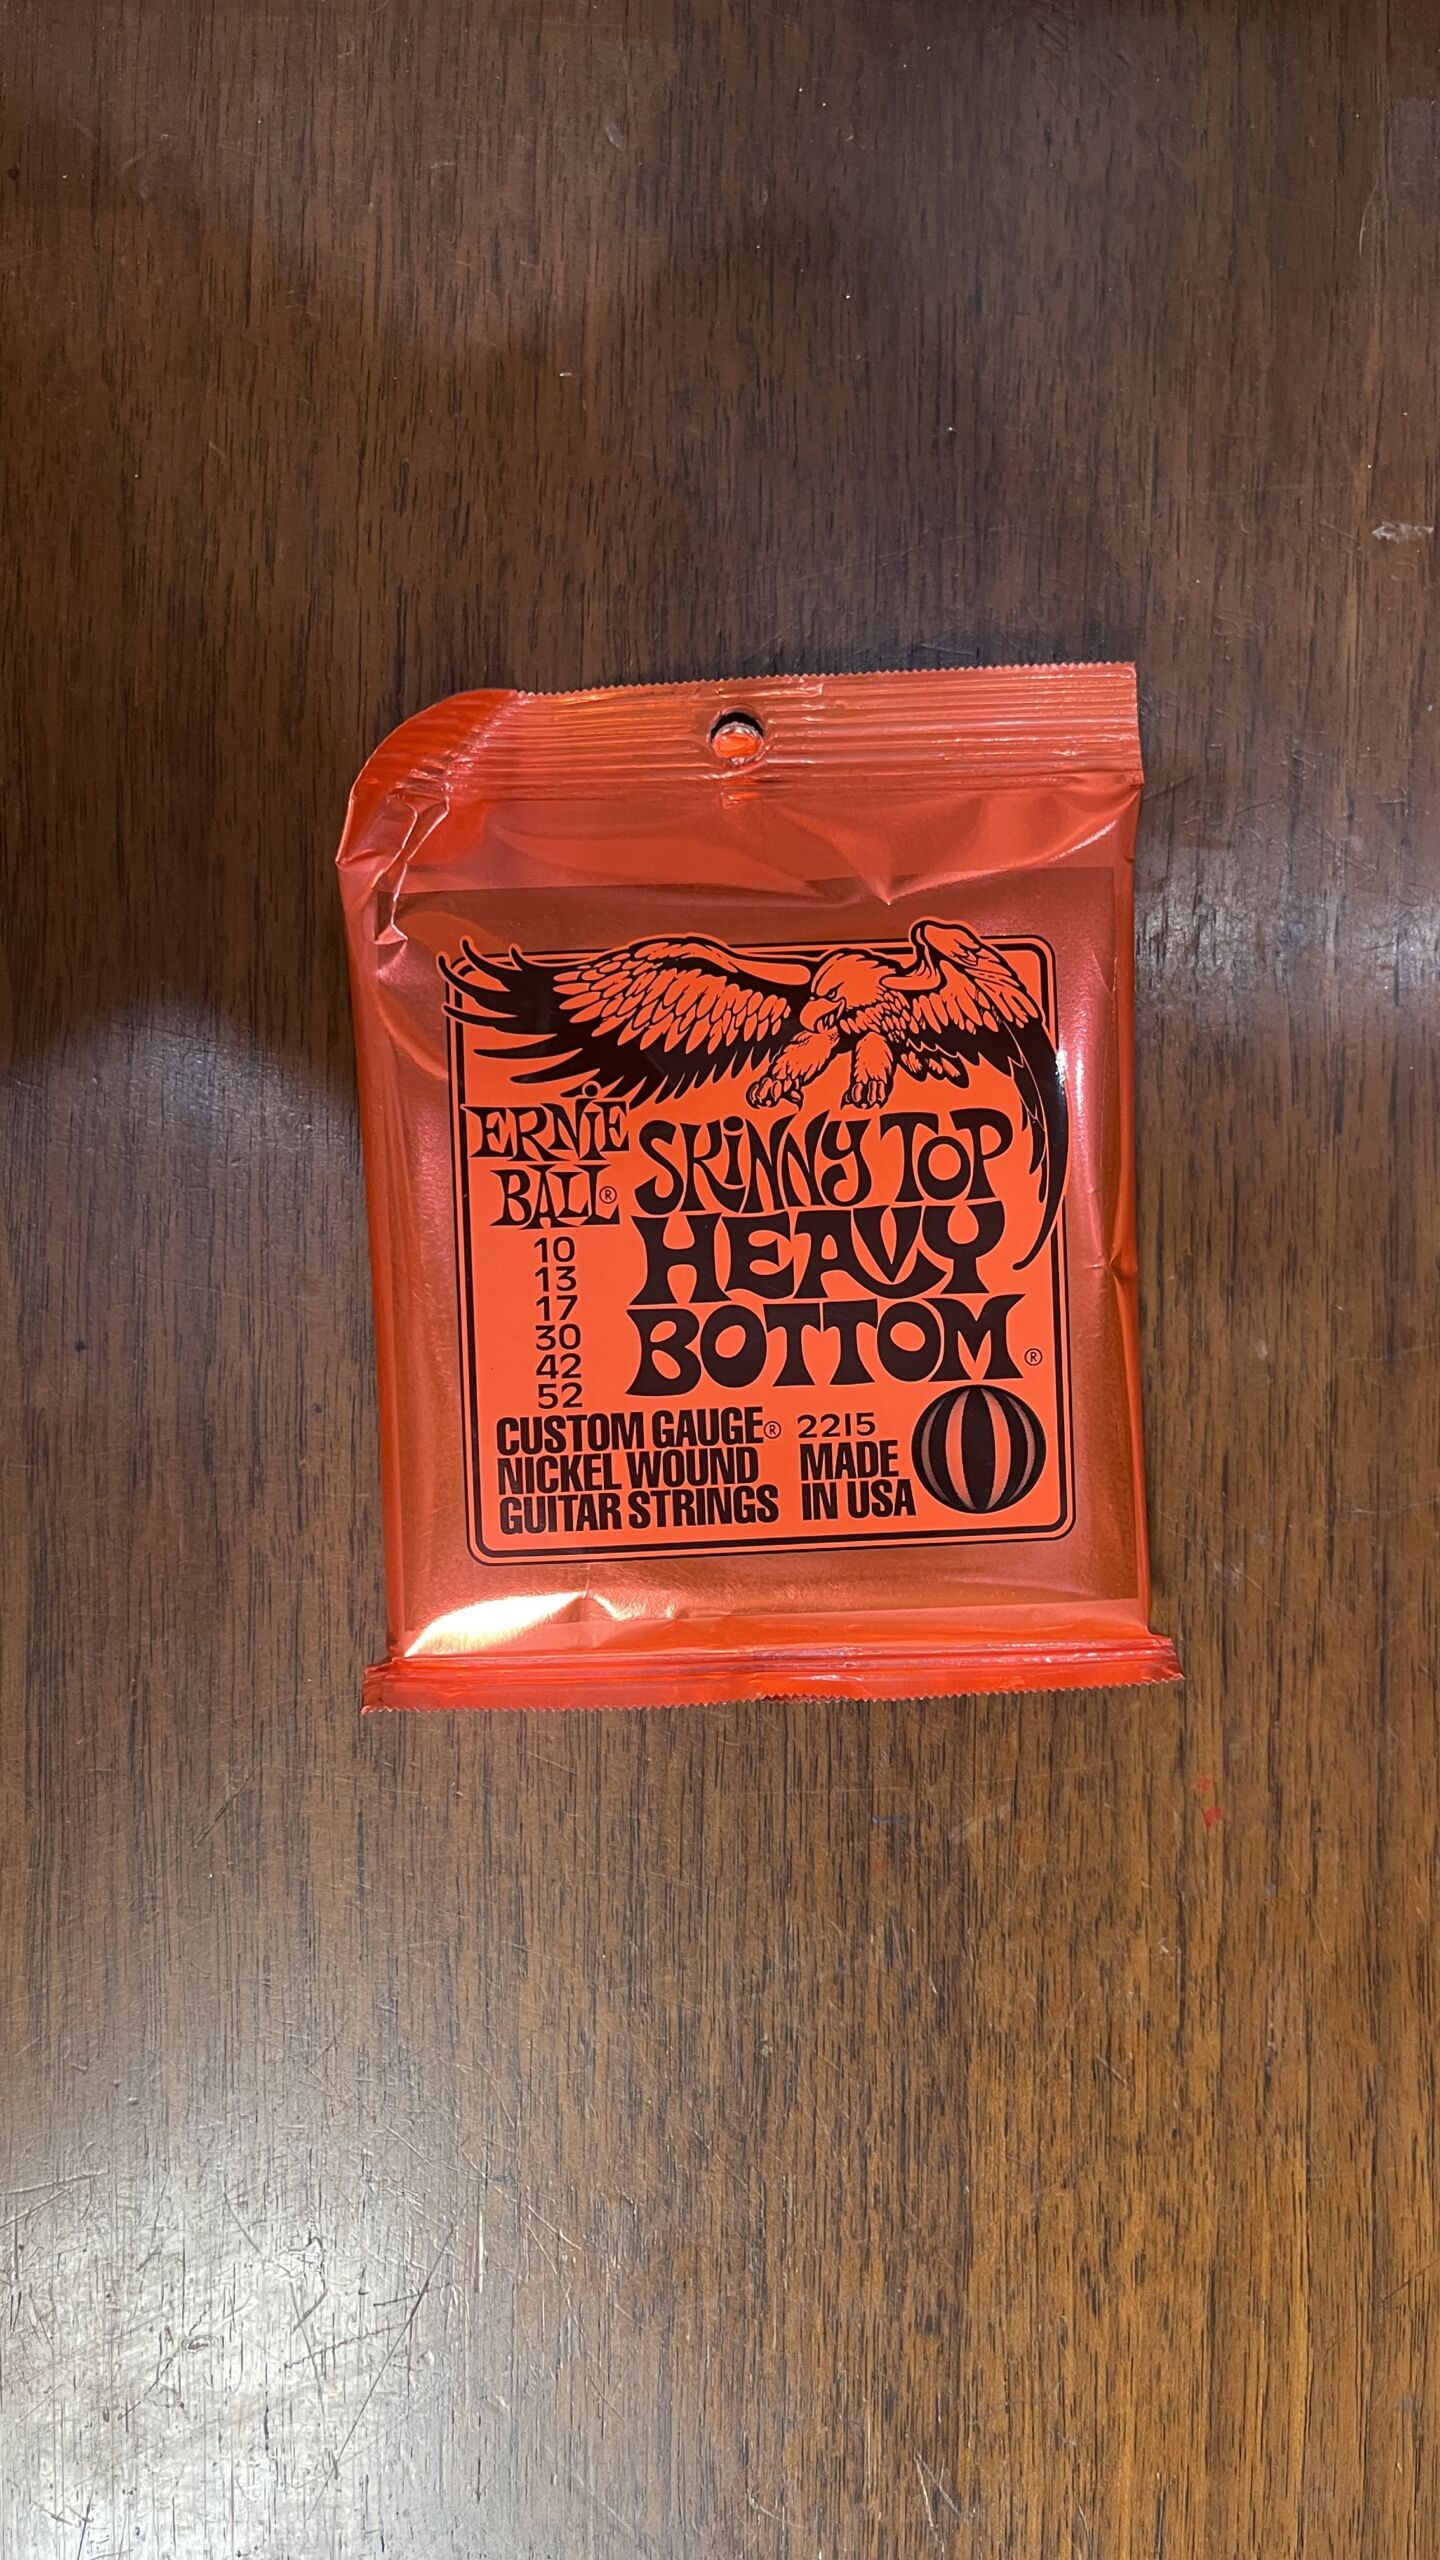 ERNiE
BALL®
SKiNNY TOP
HEAVY
BOTTOM®
10
13
17
30
42
52
CUSTOM GAUGE®
NICKEL WOUND
GUITAR STRINGS
2215
MADE
IN USA